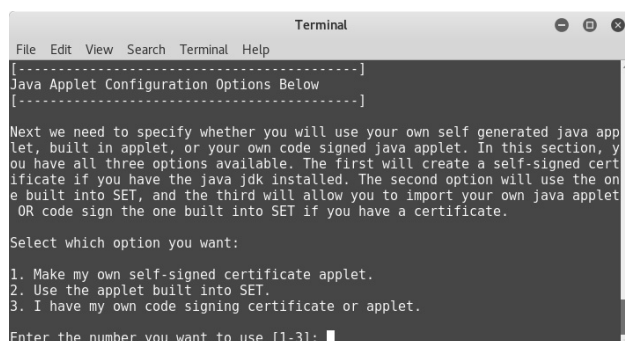 Terminal
File Edit View Search Terminal Help
[-------------------------------------------]
Java Applet Configuration Options Below
[-------------------------------------------]
Next we need to specify whether you will use your own self generated java app
let, built in applet, or your own code signed java applet. In this section, y
ou have all three options available. The first will create a self-signed cert
ificate if you have the java jdk installed. The second option will use the on
e built into SET, and the third will allow you to import your own java applet
OR code sign the one built into SET if you have a certificate.
Select which option you want:
1. Make my own self-signed certificate applet.
2. Use the applet built into SET.
3. I have my own code signing certificate or applet.
Enter the number you want to use [1-3]: